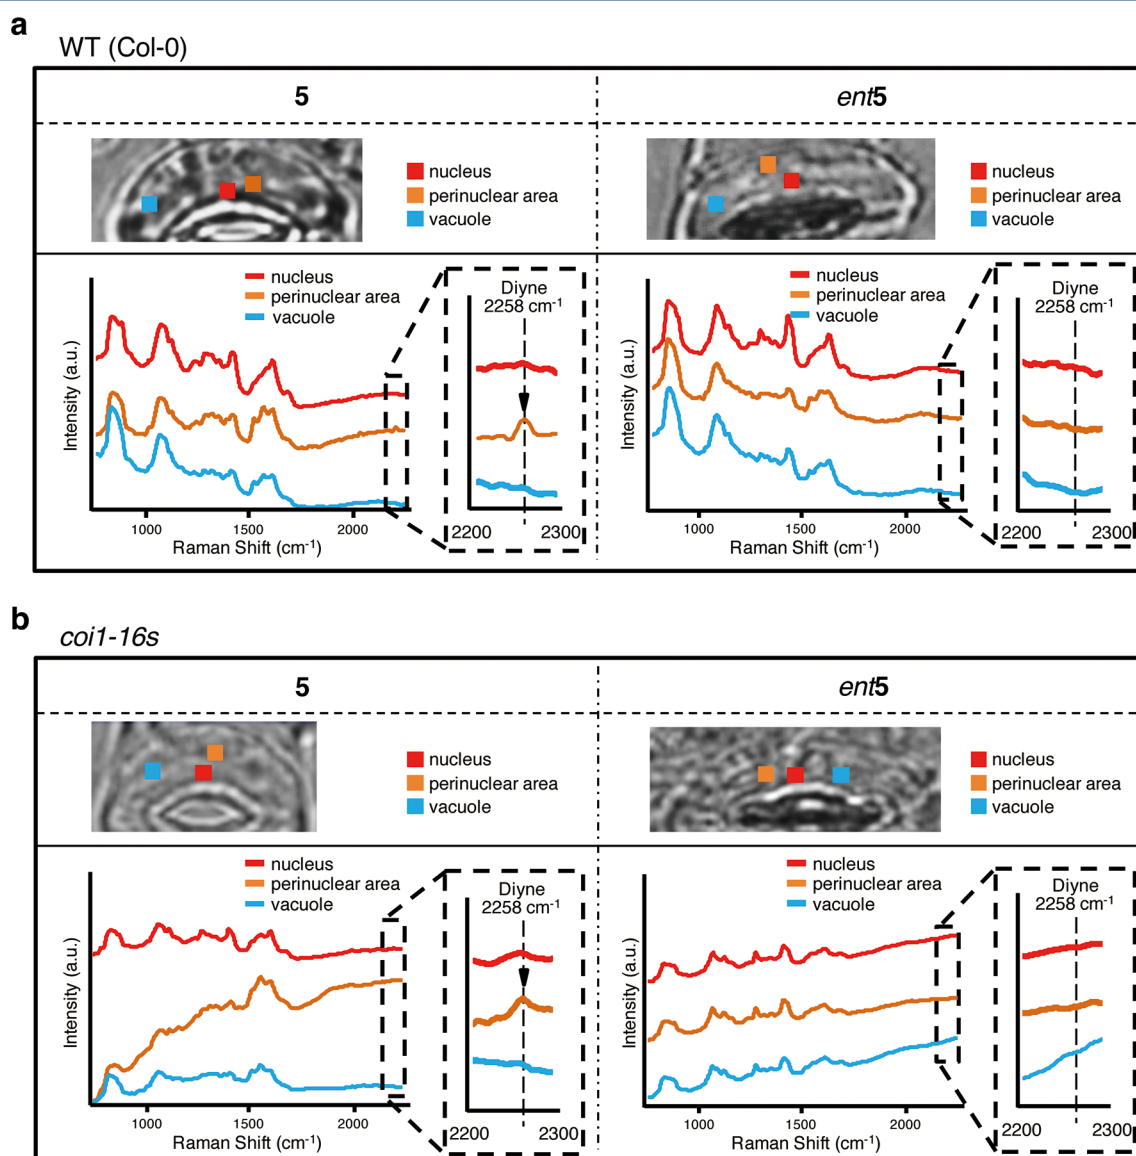 a
WT (Col-0)
5
ent5
nucleus
perinuclear area
vacuole
nucleus
perinuclear area
vacuole
nucleus
perinuclear area
vacuole
Diyne
2258 cm-1
Intensity (a.u.)
1000 1500 2000
Raman Shift (cm-1)
2200 2300
nucleus
perinuclear area
vacuole
Diyne
2258 cm-1
Intensity (a.u.)
1000 1500 2000
Raman Shift (cm-1)
2200 2300
b
coi1-16s
5
ent5
nucleus
perinuclear area
vacuole
nucleus
perinuclear area
vacuole
nucleus
perinuclear area
vacuole
Diyne
2258 cm-1
Intensity (a.u.)
1000 1500 2000
Raman Shift (cm-1)
2200 2300
nucleus
perinuclear area
vacuole
Diyne
2258 cm-1
Intensity (a.u.)
1000 1500 2000
Raman Shift (cm-1)
2200 2300